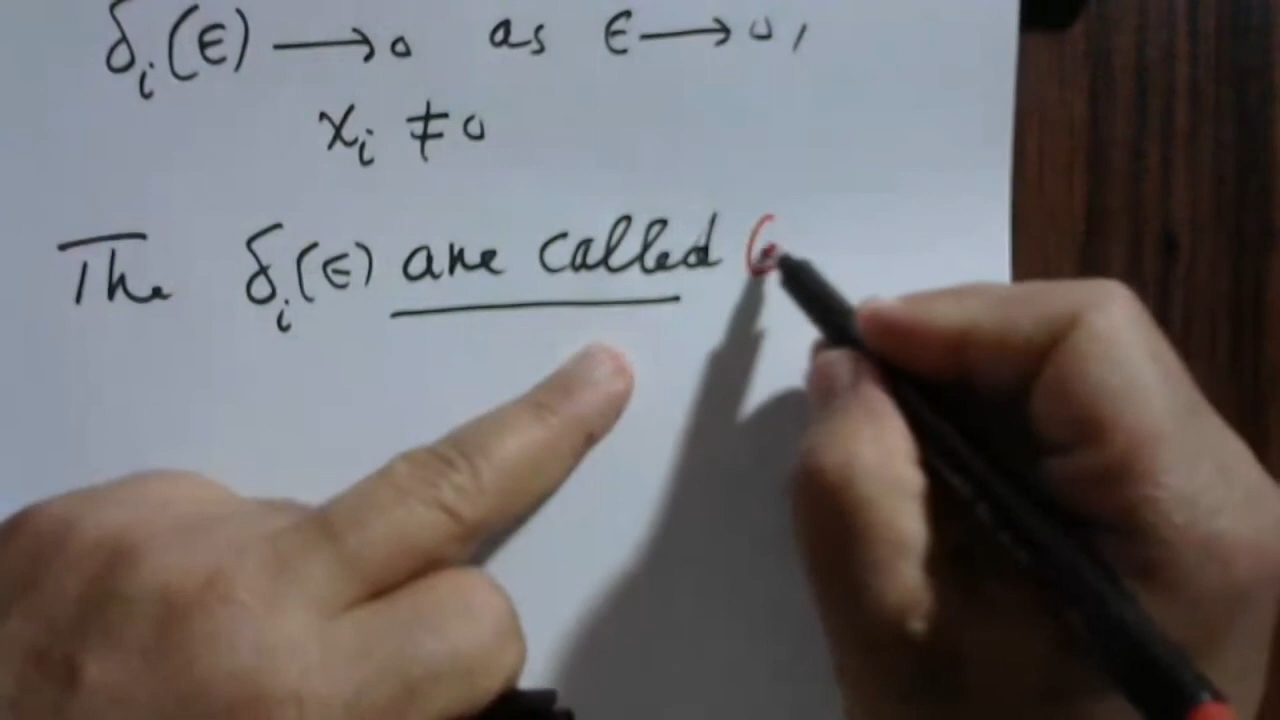 δᵢ(ϵ) ⟶ 0 as ϵ ⟶ 0,
xᵢ ≠ 0
The δᵢ(ϵ) are called